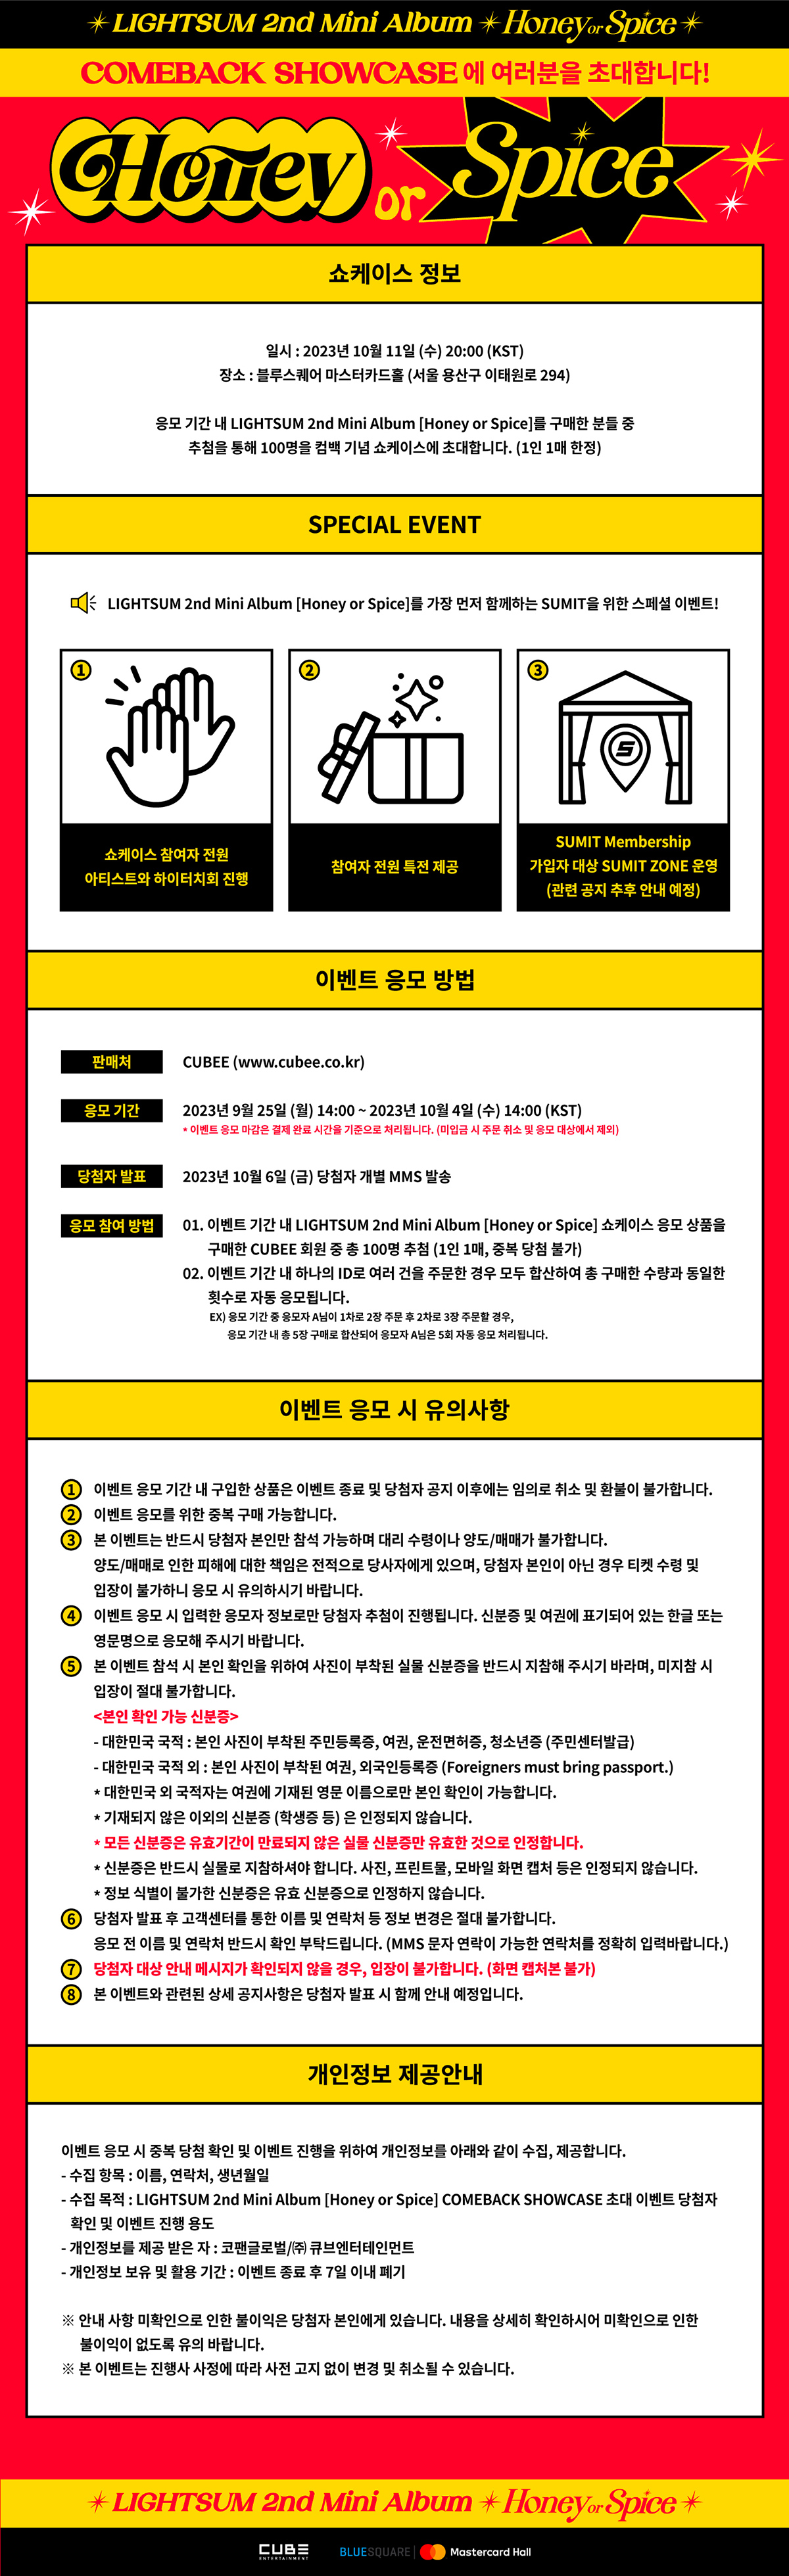 LIGHTSUM 2nd Mini Album Honey or Spice
COMEBACK SHOWCASE에 여러분을 초대합니다!
Honey or Spice
쇼케이스 정보
일시 : 2023년 10월 11일 (수) 20:00 (KST)
장소 : 블루스퀘어 마스터카드홀 (서울 용산구 이태원로 294)
응모 기간 내 LIGHTSUM 2nd Mini Album [Honey or Spice]를 구매한 분들 중
추첨을 통해 100명을 컴백 기념 쇼케이스에 초대합니다. (1인 1매 한정)
SPECIAL EVENT
LIGHTSUM 2nd Mini Album [Honey or Spice]를 가장 먼저 함께하는 SUMIT을 위한 스페셜 이벤트!
1
쇼케이스 참여자 전원
아티스트와 하이터치회 진행
2
참여자 전원 특전 제공
3
S
SUMIT Membership
가입자 대상 SUMIT ZONE 운영
(관련 공지 추후 안내 예정)
이벤트 응모 방법
판매처 CUBEE (www.cubee.co.kr)
응모 기간 2023년 9월 25일 (월) 14:00 ~ 2023년 10월 4일 (수) 14:00 (KST)
* 이벤트 응모 마감은 결제 완료 시간을 기준으로 처리됩니다. (미입금 시 주문 취소 및 응모 대상에서 제외)
당첨자 발표 2023년 10월 6일 (금) 당첨자 개별 MMS 발송
응모 참여 방법 01. 이벤트 기간 내 LIGHTSUM 2nd Mini Album [Honey or Spice] 쇼케이스 응모 상품을
구매한 CUBEE 회원 중 총 100명 추첨 (1인 1매, 중복 당첨 불가)
02. 이벤트 기간 내 하나의 ID로 여러 건을 주문한 경우 모두 합산하여 총 구매한 수량과 동일한
횟수로 자동 응모됩니다.
EX) 응모 기간 중 응모자 A님이 1차로 2장 주문 후 2차로 3장 주문할 경우,
응모 기간 내 총 5장 구매로 합산되어 응모자 A님은 5회 자동 응모 처리됩니다.
이벤트 응모 시 유의사항
1 이벤트 응모 기간 내 구입한 상품은 이벤트 종료 및 당첨자 공지 이후에는 임의로 취소 및 환불이 불가합니다.
2 이벤트 응모를 위한 중복 구매 가능합니다.
3 본 이벤트는 반드시 당첨자 본인만 참석 가능하며 대리 수령이나 양도/매매가 불가합니다.
양도/매매로 인한 피해에 대한 책임은 전적으로 당사자에게 있으며, 당첨자 본인이 아닌 경우 티켓 수령 및
입장이 불가하니 응모 시 유의하시기 바랍니다.
4 이벤트 응모 시 입력한 응모자 정보로만 당첨자 추첨이 진행됩니다. 신분증 및 여권에 표기되어 있는 한글 또는
영문명으로 응모해 주시기 바랍니다.
5 본 이벤트 참석 시 본인 확인을 위하여 사진이 부착된 실물 신분증을 반드시 지참해 주시기 바라며, 미지참 시
입장이 절대 불가합니다.
<본인 확인 가능 신분증>
- 대한민국 국적 : 본인 사진이 부착된 주민등록증, 여권, 운전면허증, 청소년증 (주민센터발급)
- 대한민국 국적 외 : 본인 사진이 부착된 여권, 외국인등록증 (Foreigners must bring passport.)
* 대한민국 외 국적자는 여권에 기재된 영문 이름으로만 본인 확인이 가능합니다.
* 기재되지 않은 이외의 신분증 (학생증 등) 은 인정되지 않습니다.
* 모든 신분증은 유효기간이 만료되지 않은 실물 신분증만 유효한 것으로 인정합니다.
* 신분증은 반드시 실물로 지참하셔야 합니다. 사진, 프린트물, 모바일 화면 캡처 등은 인정되지 않습니다.
* 정보 식별이 불가한 신분증은 유효 신분증으로 인정하지 않습니다.
6 당첨자 발표 후 고객센터를 통한 이름 및 연락처 등 정보 변경은 절대 불가합니다.
응모 전 이름 및 연락처 반드시 확인 부탁드립니다. (MMS 문자 연락이 가능한 연락처를 정확히 입력바랍니다.)
7 당첨자 대상 안내 메시지가 확인되지 않을 경우, 입장이 불가합니다. (화면 캡처본 불가)
8 본 이벤트와 관련된 상세 공지사항은 당첨자 발표 시 함께 안내 예정입니다.
개인정보 제공안내
이벤트 응모 시 중복 당첨 확인 및 이벤트 진행을 위하여 개인정보를 아래와 같이 수집, 제공합니다.
- 수집 항목 : 이름, 연락처, 생년월일
- 수집 목적 : LIGHTSUM 2nd Mini Album [Honey or Spice] COMEBACK SHOWCASE 초대 이벤트 당첨자
확인 및 이벤트 진행 용도
- 개인정보를 제공 받은 자 : 코팬글로벌/㈜ 큐브엔터테인먼트
- 개인정보 보유 및 활용 기간 : 이벤트 종료 후 7일 이내 폐기
※ 안내 사항 미확인으로 인한 불이익은 당첨자 본인에게 있습니다. 내용을 상세히 확인하시어 미확인으로 인한
불이익이 없도록 유의 바랍니다.
※ 본 이벤트는 진행사 사정에 따라 사전 고지 없이 변경 및 취소될 수 있습니다.
LIGHTSUM 2nd Mini Album Honey or Spice
CUBE ENTERTAINMENT BLUESQUARE | Mastercard Hall